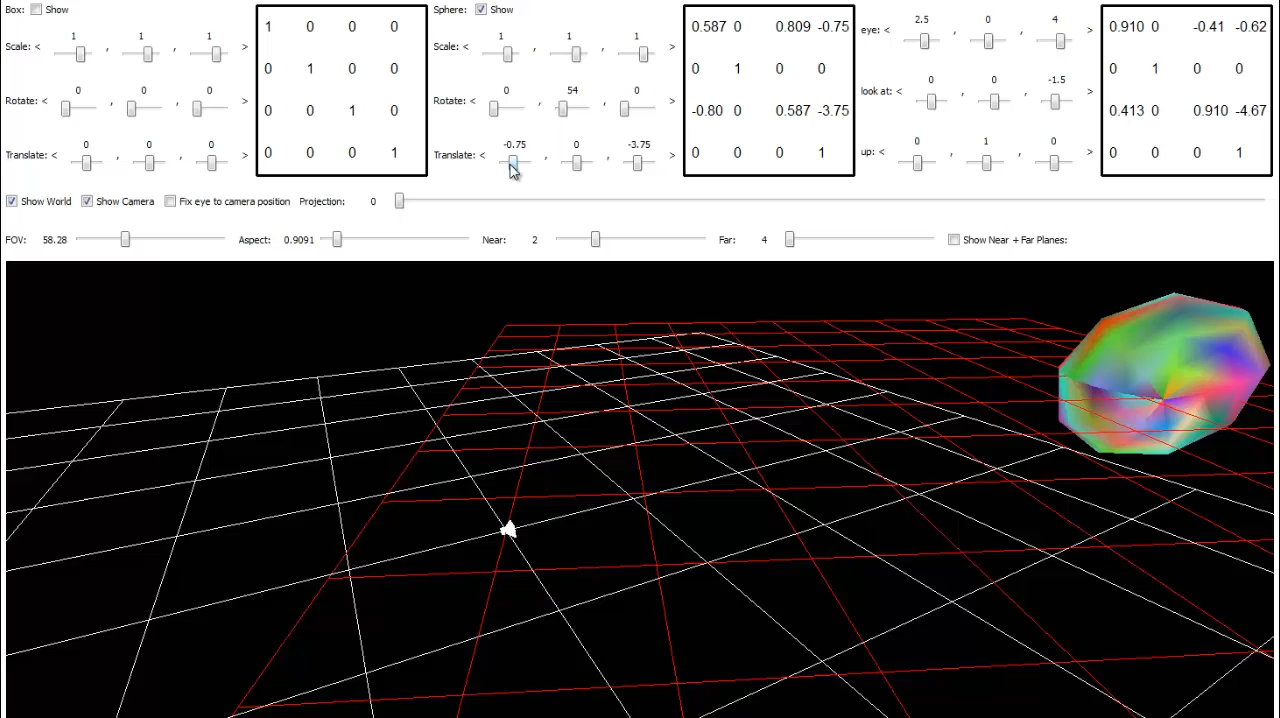 Box: Show
1 1 1
Scale: < , , >
0 0 0
Rotate: < , , >
0 0 0
Translate: < , , >
1 0 0 0
0 1 0 0
0 0 1 0
0 0 0 1
Sphere: Show
1 1 1
Scale: < , , >
0 54 0
Rotate: < , , >
-0.75 0 -3.75
Translate: < , , >
0.587 0 0.809 -0.75
0 1 0 0
-0.80 0 0.587 -3.75
0 0 0 1
2.5 0 4
eye: < , , >
0 0 -1.5
look at: < , , >
0 1 0
up: < , , >
0.910 0 -0.41 -0.62
0 1 0 0
0.413 0 0.910 -4.67
0 0 0 1
Show World Show Camera Fix eye to camera position Projection: 0
FOV: 58.28 Aspect: 0.9091 Near: 2 Far: 4 Show Near + Far Planes: